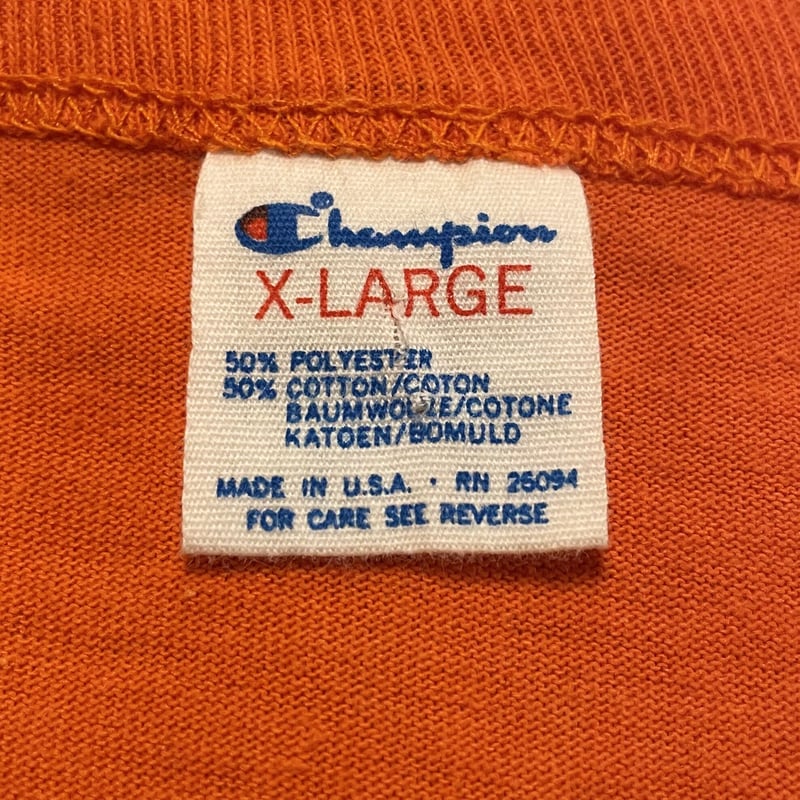 Champion
X-LARGE
50% POLYESTER
50% COTTON/COTON
BAUMWOLLE/COTONE
KATOEN/BOMULD
MADE IN U.S.A. · RN 26094
FOR CARE SEE REVERSE